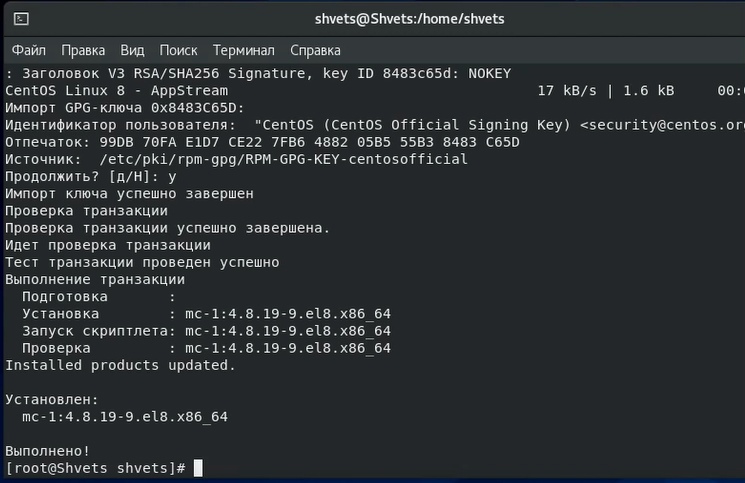 shvets@Shvets:/home/shvets
Файл Правка Вид Поиск Терминал Справка
: Заголовок V3 RSA/SHA256 Signature, key ID 8483c65d: NOKEY
CentOS Linux 8 - AppStream 17 kB/s | 1.6 kB 00:
Импорт GPG-ключа 0x8483C65D:
Идентификатор пользователя: "CentOS (CentOS Official Signing Key) <security@centos.org
Отпечаток: 99DB 70FA E1D7 CE22 7FB6 4882 05B5 55B3 8483 C65D
Источник: /etc/pki/rpm-gpg/RPM-GPG-KEY-centosofficial
Продолжить? [д/Н]: y
Импорт ключа успешно завершен
Проверка транзакции
Проверка транзакции успешно завершена.
Идет проверка транзакции
Тест транзакции проведен успешно
Выполнение транзакции
Подготовка :
Установка : mc-1:4.8.19-9.el8.x86_64
Запуск скриптлета: mc-1:4.8.19-9.el8.x86_64
Проверка : mc-1:4.8.19-9.el8.x86_64
Installed products updated.
Установлен:
mc-1:4.8.19-9.el8.x86_64
Выполнено!
[root@Shvets shvets]#